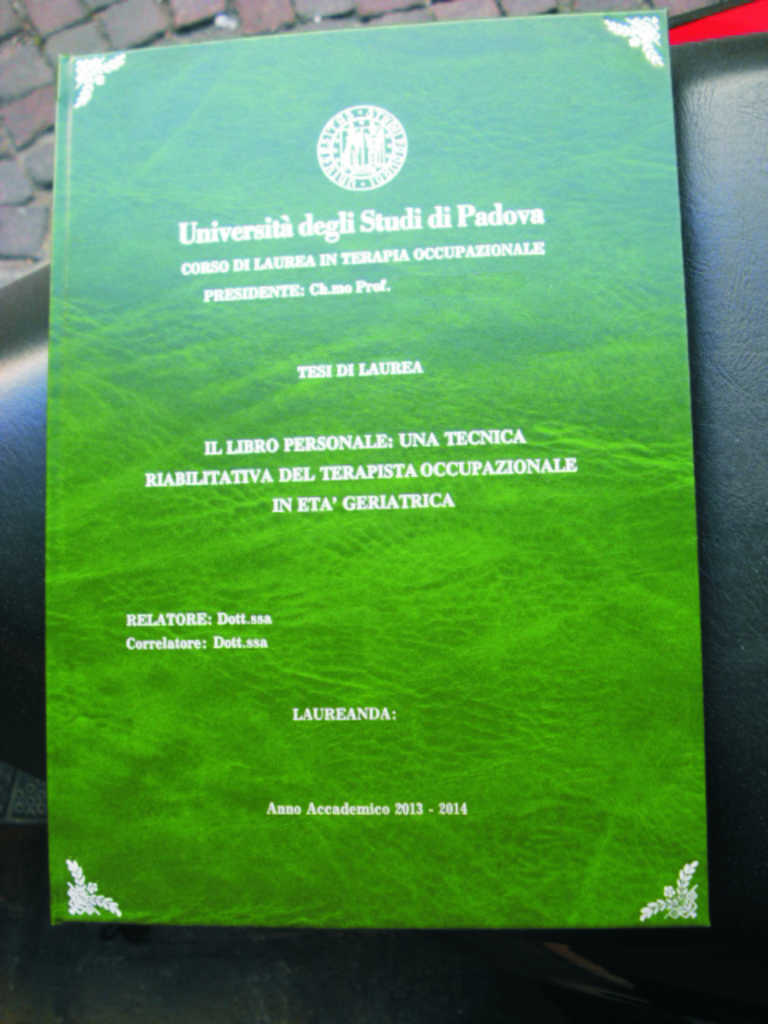 Università degli Studi di Padova
CORSO DI LAUREA IN TERAPIA OCCUPAZIONALE
PRESIDENTE: Ch.mo Prof.
TESI DI LAUREA
IL LIBRO PERSONALE: UNA TECNICA
RIABILITATIVA DEL TERAPISTA OCCUPAZIONALE
IN ETA' GERIATRICA
RELATORE: Dott.ssa
Correlatore: Dott.ssa
LAUREANDA:
Anno Accademico 2013 - 2014